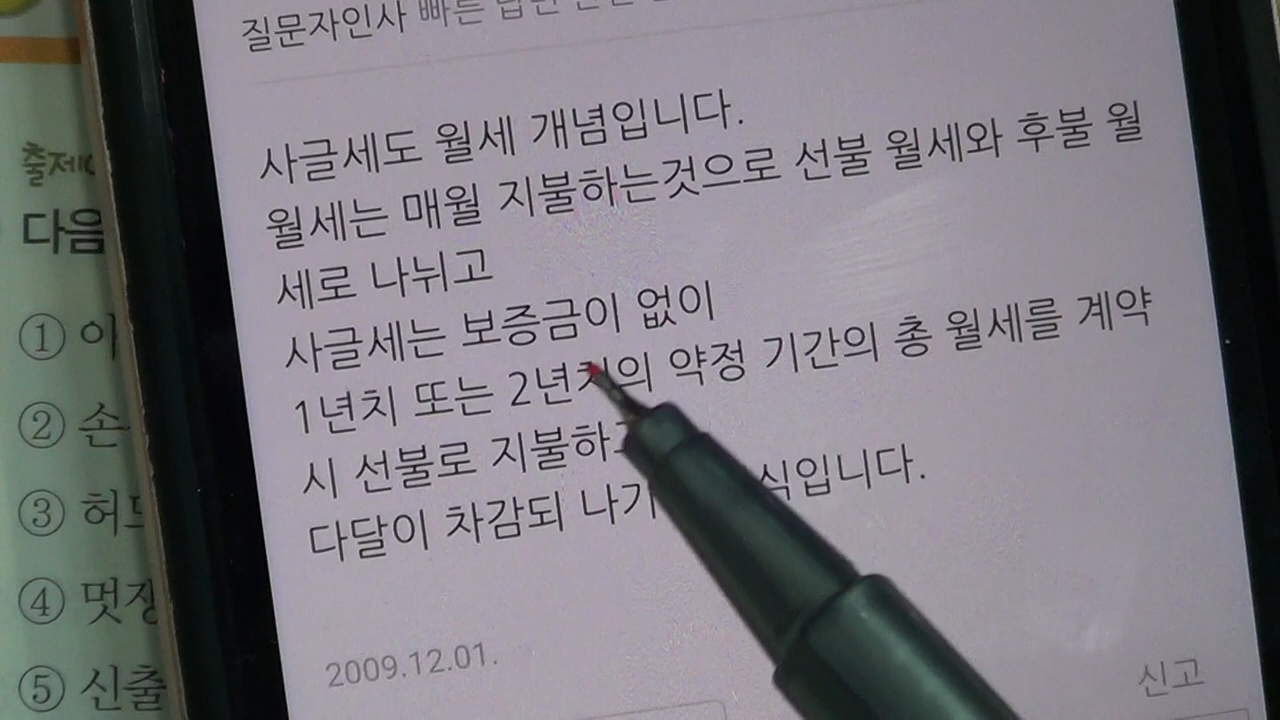 질문자인사 빠른 답변
사글세도 월세 개념입니다.
월세는 매월 지불하는것으로 선불 월세와 후불 월
세로 나뉘고
사글세는 보증금이 없이
1년치 또는 2년치의 약정 기간의 총 월세를 계약
시 선불로 지불하
다달이 차감되 나가 식입니다.
2009.12.01.
신고
출제
다음
① 이
② 손
③ 허
④ 멋쟁
⑤ 신출